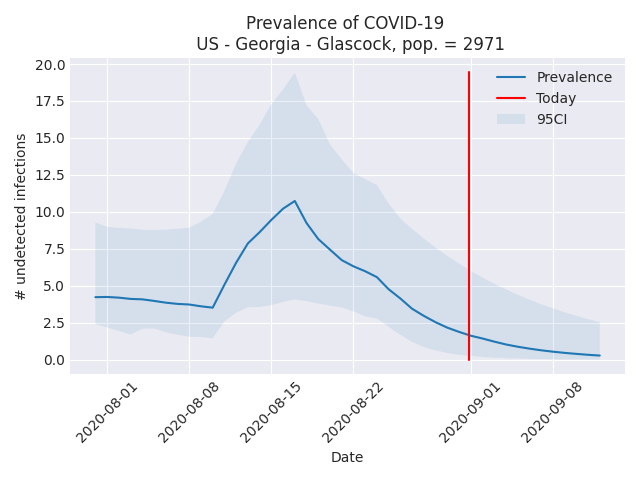 Prevalence of COVID-19
US - Georgia - Glascock, pop. = 2971
20.0
17.5
15.0
12.5
10.0
7.5
5.0
2.5
0.0
# undetected infections
Prevalence
Today
95CI
2020-08-01
2020-08-08
2020-08-15
2020-08-22
2020-09-01
2020-09-08
Date